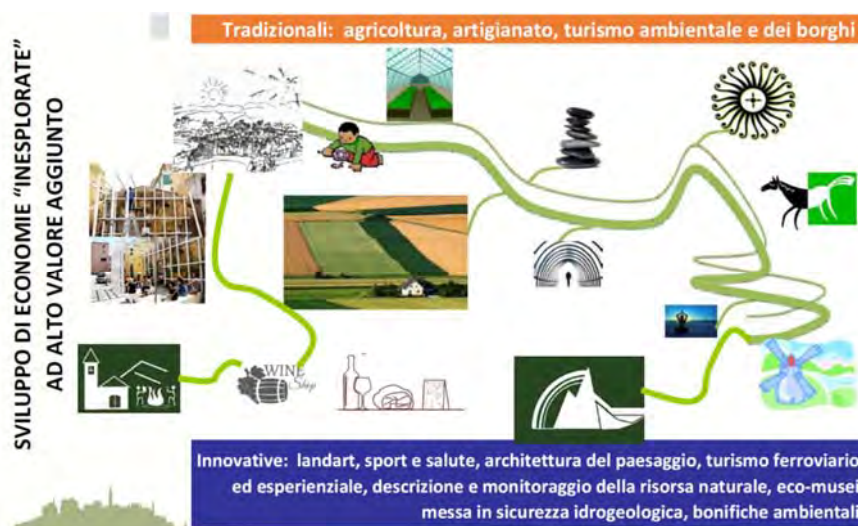 Tradizionali: agricoltura, artigianato, turismo ambientale e dei borghi
SVILUPPO DI ECONOMIE "INESPLORATE"
AD ALTO VALORE AGGIUNTO
WINE
Shop
Innovative: landart, sport e salute, architettura del paesaggio, turismo ferroviario
ed esperienziale, descrizione e monitoraggio della risorsa naturale, eco-musei
messa in sicurezza idrogeologica, bonifiche ambientali